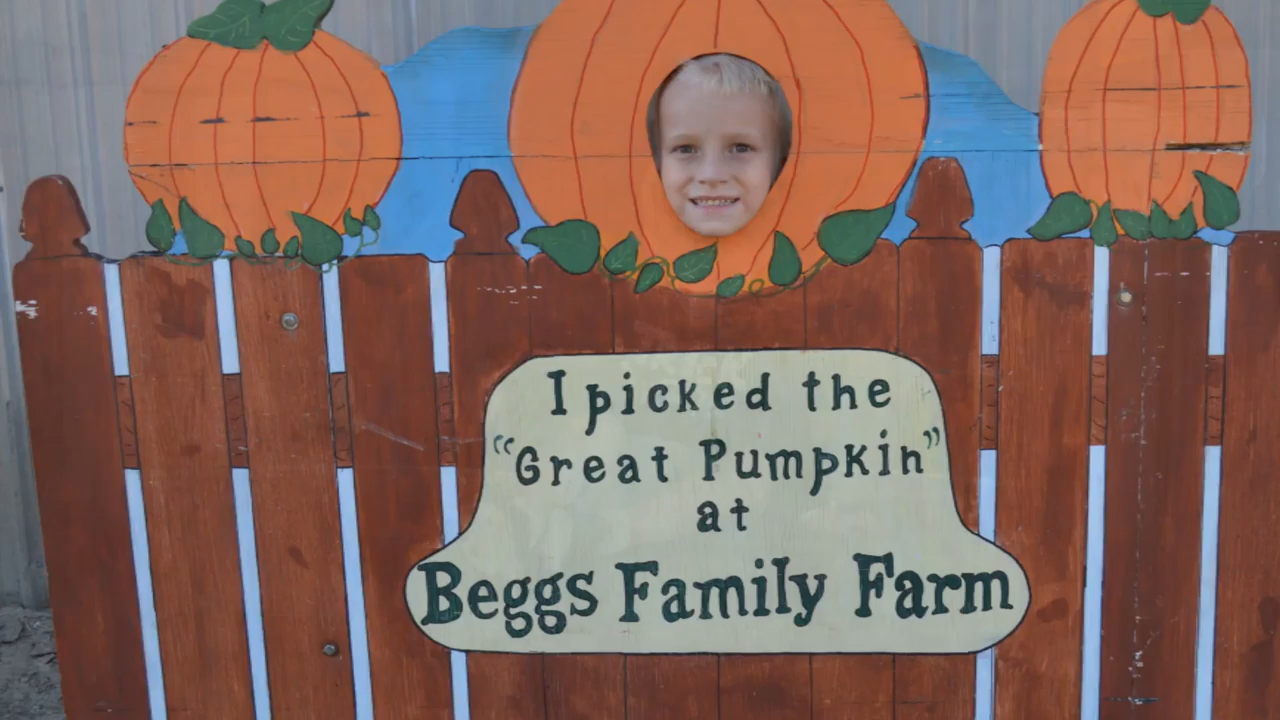 I picked the
“Great Pumpkin”
at
Beggs Family Farm